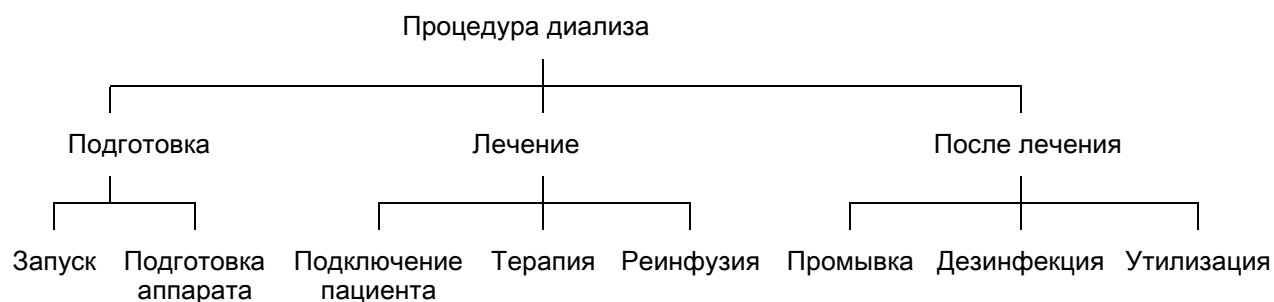 Процедура диализа
Подготовка
Лечение
После лечения
Запуск
Подготовка
аппарата
Подключение
пациента
Терапия
Реинфузия
Промывка
Дезинфекция
Утилизация